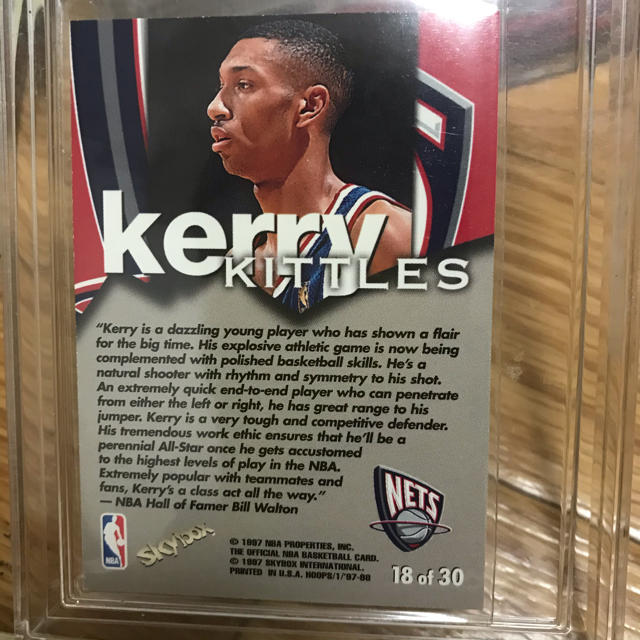 kerry
KITTLES
“Kerry is a dazzling young player who has shown a flair
for the big time. His explosive athletic game is now being
complemented with polished basketball skills. He’s a
natural shooter with rhythm and symmetry to his shot.
An extremely quick end-to-end player who can penetrate
from either the left or right, he has great range to his
jumper. Kerry is a very tough and competitive defender.
His tremendous work ethic ensures that he’ll be a
perennial All-Star once he gets accustomed
to the highest levels of play in the NBA.
Extremely popular with teammates and
fans, Kerry’s a class act all the way.”
— NBA Hall of Famer Bill Walton
NETS
NBA
SKYbox
© 1997 NBA PROPERTIES, INC.
THE OFFICIAL NBA BASKETBALL CARD.
© 1997 SKYBOX INTERNATIONAL.
PRINTED IN U.S.A. HOOPS/1/'97-98
18 of 30